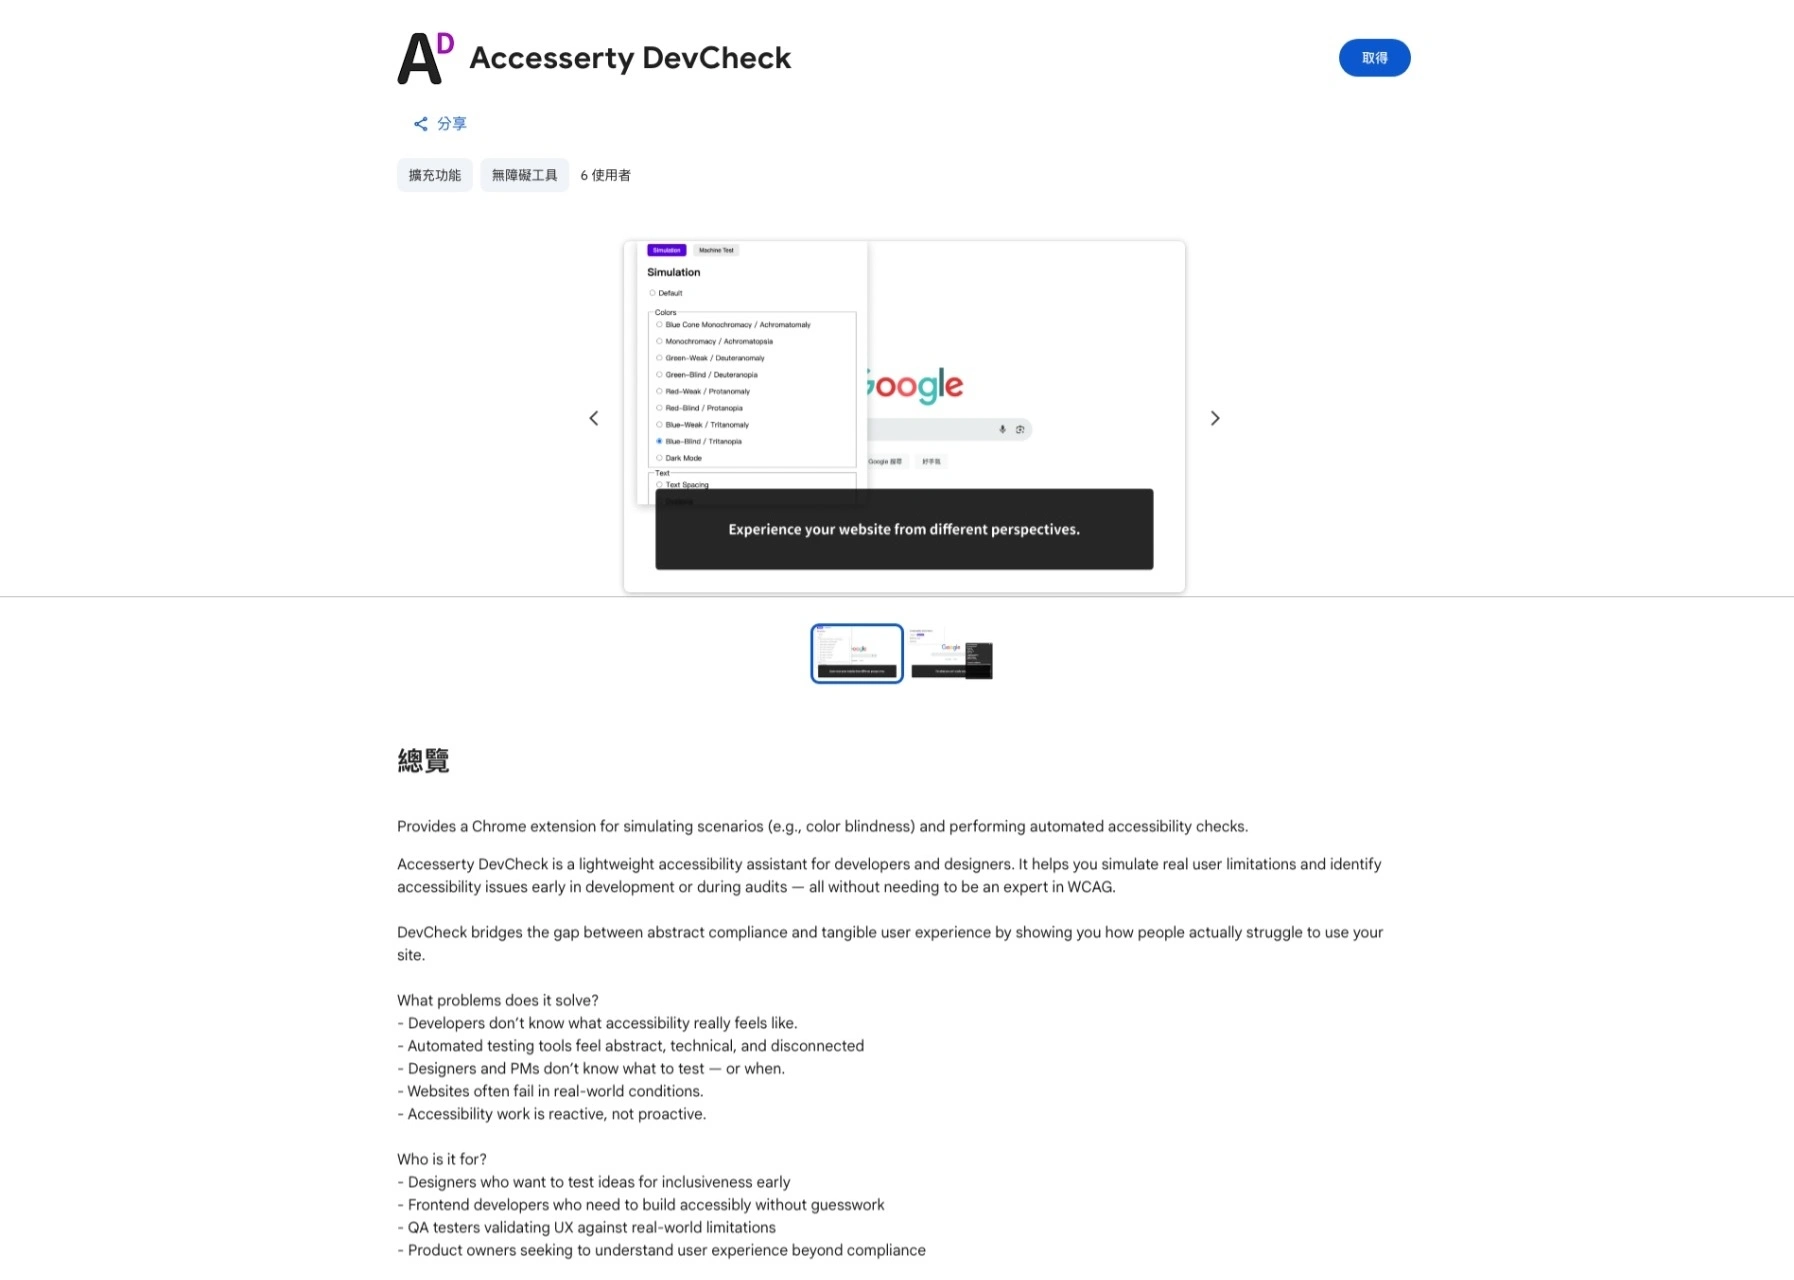 AD Accesserty DevCheck
取得
分享
擴充功能
無障礙工具
6 使用者
Simulation
Machine Test
Simulation
Default
Colors
Blue Cone Monochromacy / Achromatomaly
Monochromacy / Achromatopsia
Green-Weak / Deuteranomaly
Green-Blind / Deuteranopia
Red-Weak / Protanomaly
Red-Blind / Protanopia
Blue-Weak / Tritanomaly
Blue-Blind / Tritanopia
Dark Mode
Text
Text Spacing
Google
Google 搜尋
好手氣
Experience your website from different perspectives.
總覽
Provides a Chrome extension for simulating scenarios (e.g., color blindness) and performing automated accessibility checks.
Accesserty DevCheck is a lightweight accessibility assistant for developers and designers. It helps you simulate real user limitations and identify
accessibility issues early in development or during audits — all without needing to be an expert in WCAG.
DevCheck bridges the gap between abstract compliance and tangible user experience by showing you how people actually struggle to use your
site.
What problems does it solve?
- Developers don’t know what accessibility really feels like.
- Automated testing tools feel abstract, technical, and disconnected
- Designers and PMs don’t know what to test — or when.
- Websites often fail in real-world conditions.
- Accessibility work is reactive, not proactive.
Who is it for?
- Designers who want to test ideas for inclusiveness early
- Frontend developers who need to build accessibly without guesswork
- QA testers validating UX against real-world limitations
- Product owners seeking to understand user experience beyond compliance